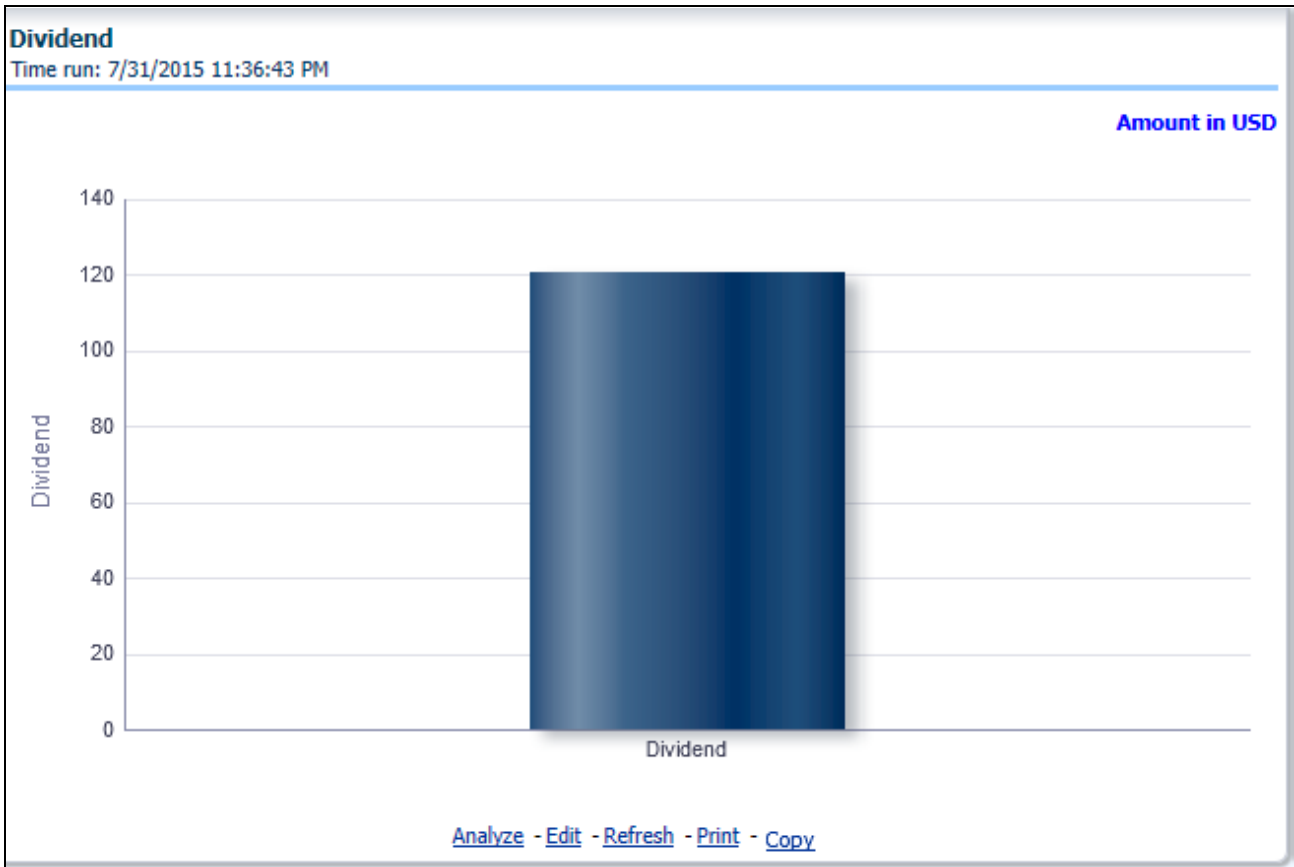 Dividend
Time run: 7/31/2015 11:36:43 PM
Amount in USD
140
120
100
80
60
40
20
0
Dividend
Dividend
Analyze - Edit - Refresh - Print - Copy